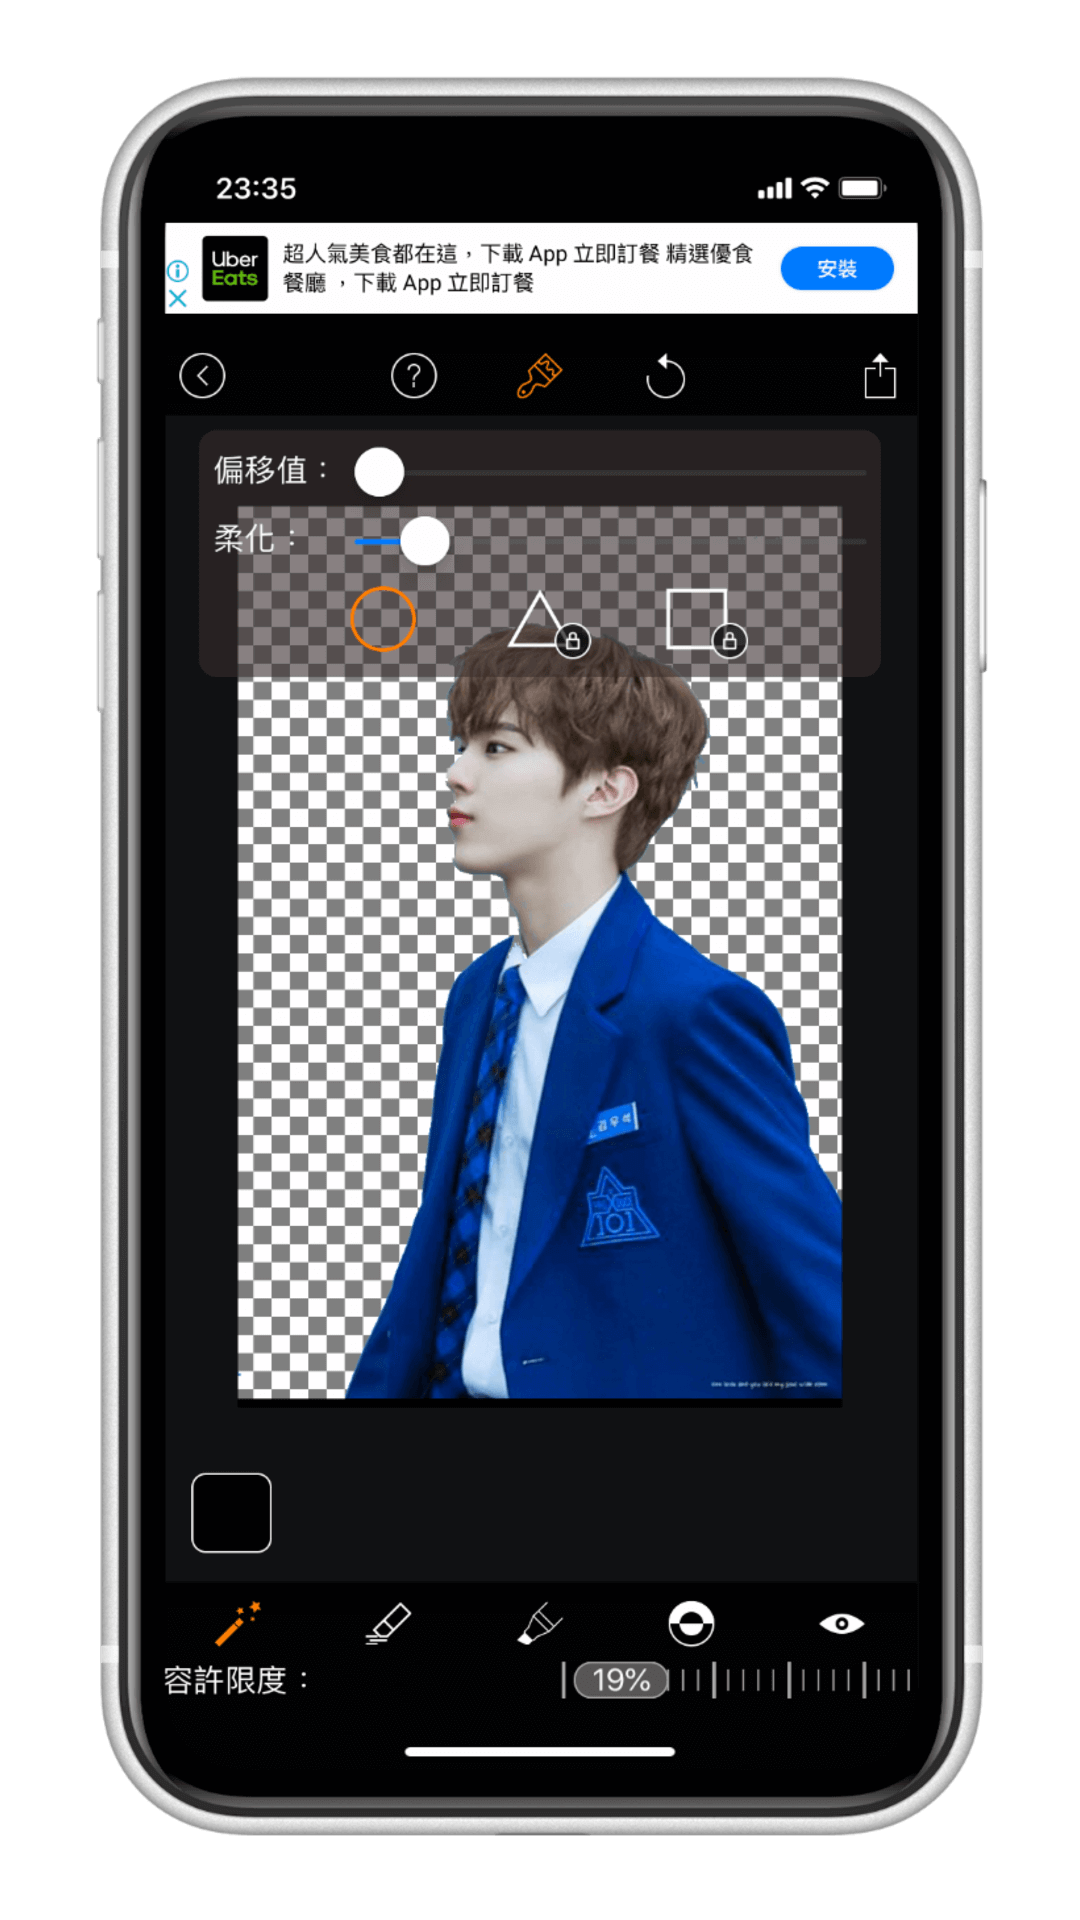 23:35
Uber
Eats
超人氣美食都在這，下載 App 立即訂餐 精選優食
餐廳 ，下載 App 立即訂餐
安裝
?
偏移值：
柔化：
김우석
101
容許限度：
19%